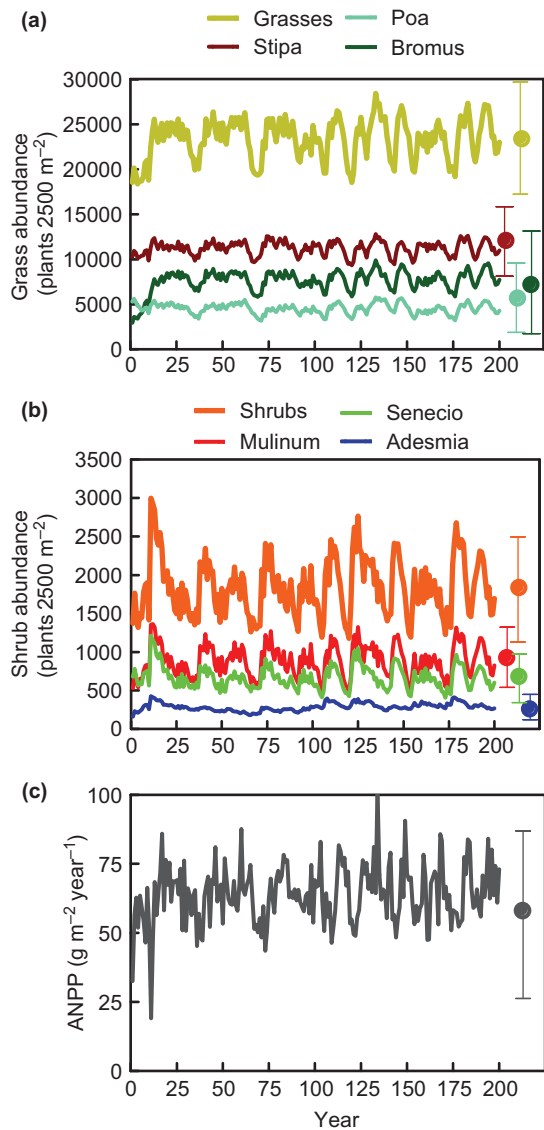 (a)
Grasses Poa
Stipa Bromus
Grass abundance
(plants 2500 m⁻²)
30000
25000
20000
15000
10000
5000
0
0 25 50 75 100 125 150 175 200
(b)
Shrubs Senecio
Mulinum Adesmia
Shrub abundance
(plants 2500 m⁻²)
3500
3000
2500
2000
1500
1000
500
0
0 25 50 75 100 125 150 175 200
(c)
ANPP (g m⁻² year⁻¹)
100
75
50
25
0
0 25 50 75 100 125 150 175 200
Year